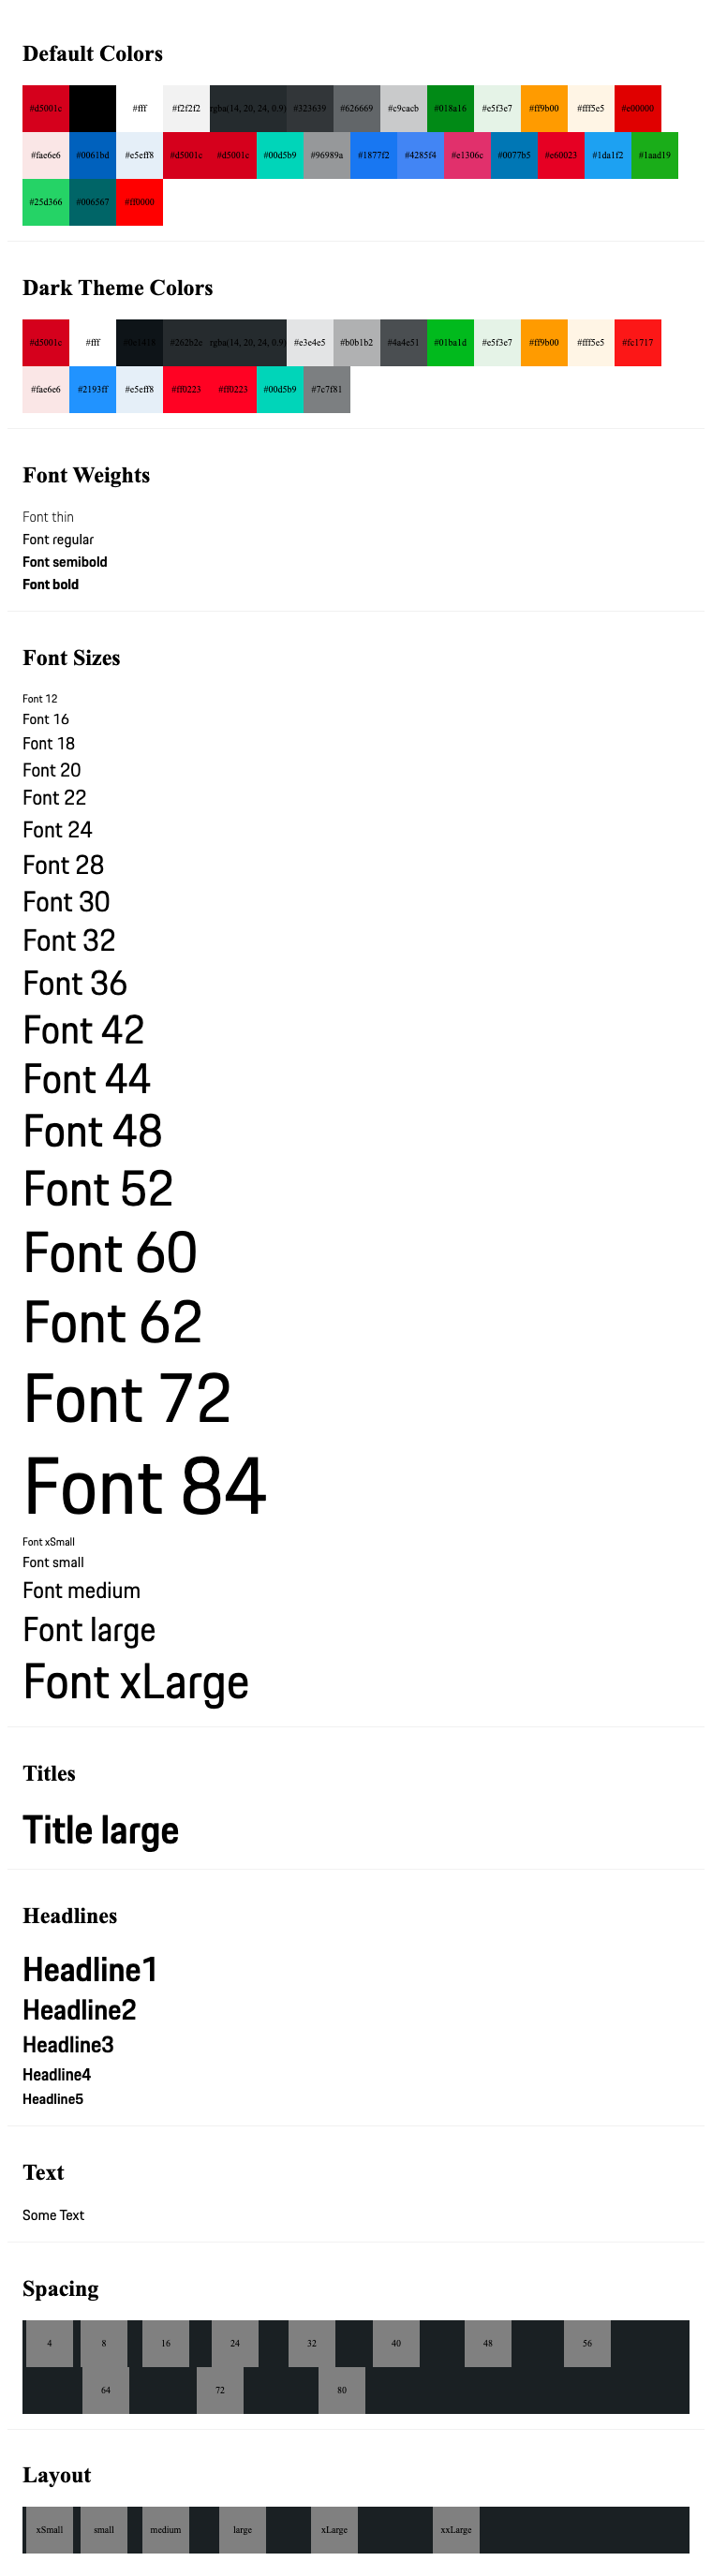 Default Colors
#d5001c #fff #f2f2f2 rgba(14, 20, 24, 0.9) #323639 #626669 #c9cacb #018a16 #e5f3e7 #ff9b00 #fff5e5 #e00000
#fae6e6 #0061bd #e5eff8 #d5001c #d5001c #00d5b9 #96989a #1877f2 #4285f4 #e1306c #0077b5 #e60023 #1da1f2 #1aad19
#25d366 #006567 #ff0000
Dark Theme Colors
#d5001c #fff #0e1418 #262b2e rgba(14, 20, 24, 0.9) #e3e4e5 #b0b1b2 #4a4e51 #01ba1d #e5f3e7 #ff9b00 #fff5e5 #fc1717
#fae6e6 #2193ff #e5eff8 #ff0223 #ff0223 #00d5b9 #7c7f81
Font Weights
Font thin
Font regular
Font semibold
Font bold
Font Sizes
Font 12
Font 16
Font 18
Font 20
Font 22
Font 24
Font 28
Font 30
Font 32
Font 36
Font 42
Font 44
Font 48
Font 52
Font 60
Font 62
Font 72
Font 84
Font xSmall
Font small
Font medium
Font large
Font xLarge
Titles
Title large
Headlines
Headline1
Headline2
Headline3
Headline4
Headline5
Text
Some Text
Spacing
4 8 16 24 32 40 48 56
64 72 80
Layout
xSmall small medium large xLarge xxLarge